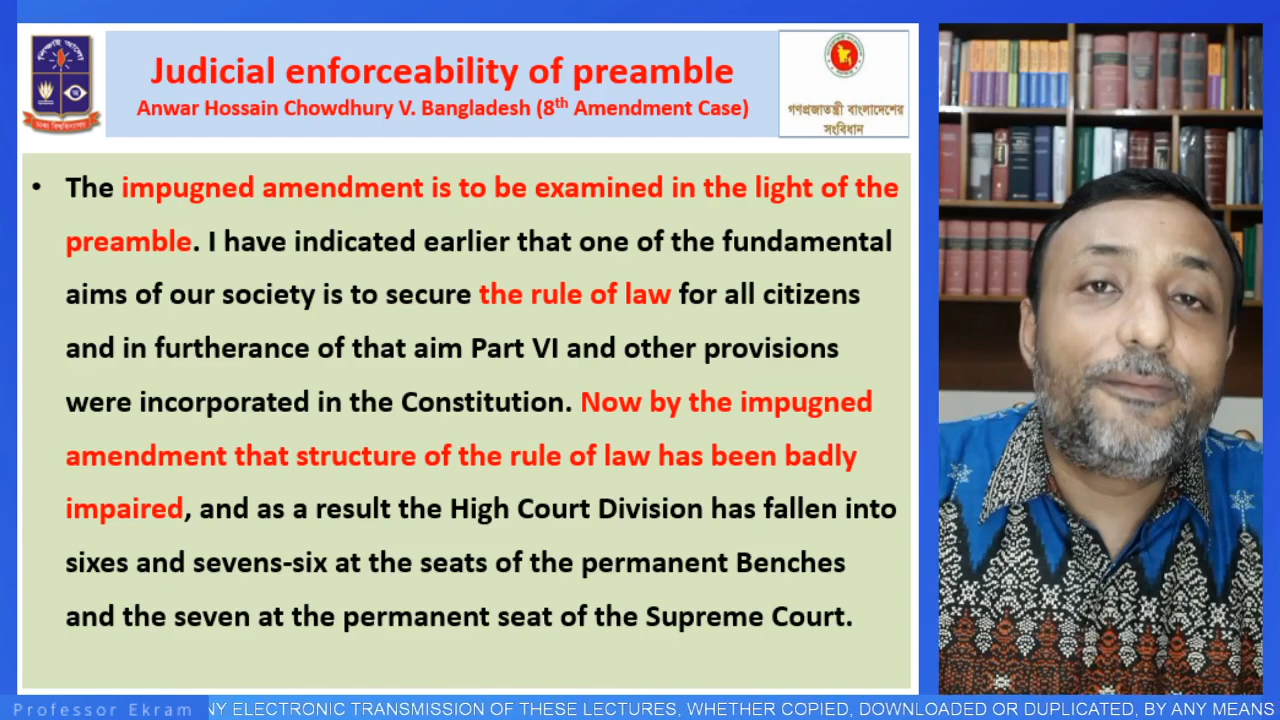 শিক্ষাই আলো
ঢাকা বিশ্ববিদ্যালয়
Judicial enforceability of preamble
Anwar Hossain Chowdhury V. Bangladesh (8th Amendment Case)
গণপ্রজাতন্ত্রী বাংলাদেশের
সংবিধান
• The impugned amendment is to be examined in the light of the
preamble. I have indicated earlier that one of the fundamental
aims of our society is to secure the rule of law for all citizens
and in furtherance of that aim Part VI and other provisions
were incorporated in the Constitution. Now by the impugned
amendment that structure of the rule of law has been badly
impaired, and as a result the High Court Division has fallen into
sixes and sevens-six at the seats of the permanent Benches
and the seven at the permanent seat of the Supreme Court.
Professor Ekram
NY ELECTRONIC TRANSMISSION OF THESE LECTURES, WHETHER COPIED, DOWNLOADED OR DUPLICATED, BY ANY MEANS